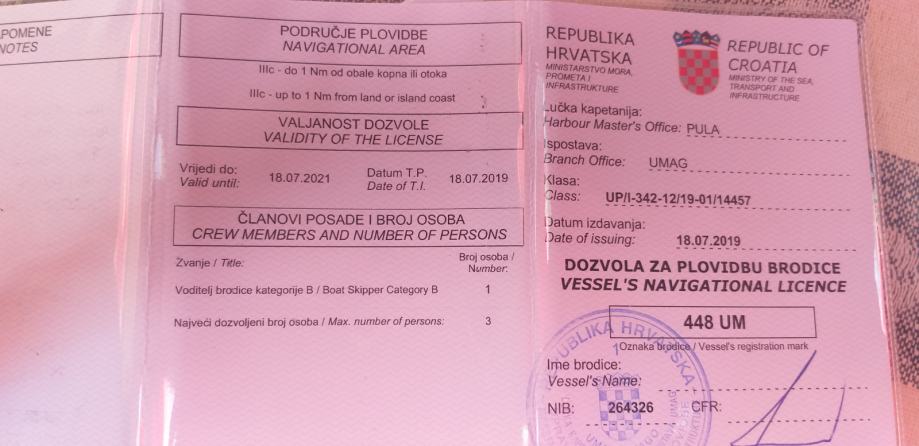 POMENE
NOTES
PODRUČJE PLOVIDBE
NAVIGATIONAL AREA
IIIc - do 1 Nm od obale kopna ili otoka
IIIc - up to 1 Nm from land or island coast
VALJANOST DOZVOLE
VALIDITY OF THE LICENSE
Vrijedi do:
Valid until:
18.07.2021
Datum T.P.
Date of T.I.
18.07.2019
ČLANOVI POSADE I BROJ OSOBA
CREW MEMBERS AND NUMBER OF PERSONS
Zvanje / Title:
Broj osoba /
Number:
Voditelj brodice kategorije B / Boat Skipper Category B 1
Najveći dozvoljeni broj osoba / Max. number of persons: 3
REPUBLIKA
HRVATSKA
MINISTARSTVO MORA,
PROMETA I
INFRASTRUKTURE
REPUBLIC OF
CROATIA
MINISTRY OF THE SEA,
TRANSPORT AND
INFRASTRUCTURE
Lučka kapetanija:
Harbour Master's Office: PULA
Ispostava:
Branch Office: UMAG
Klasa:
Class: UP/I-342-12/19-01/14457
Datum izdavanja:
Date of issuing: 18.07.2019
DOZVOLA ZA PLOVIDBU BRODICE
VESSEL'S NAVIGATIONAL LICENCE
448 UM
Oznaka brodice / Vessel's registration mark
Ime brodice:
Vessel's Name:
NIB: 264326 CFR:
REPUBLIKA HRVATSKA
1
UMAG